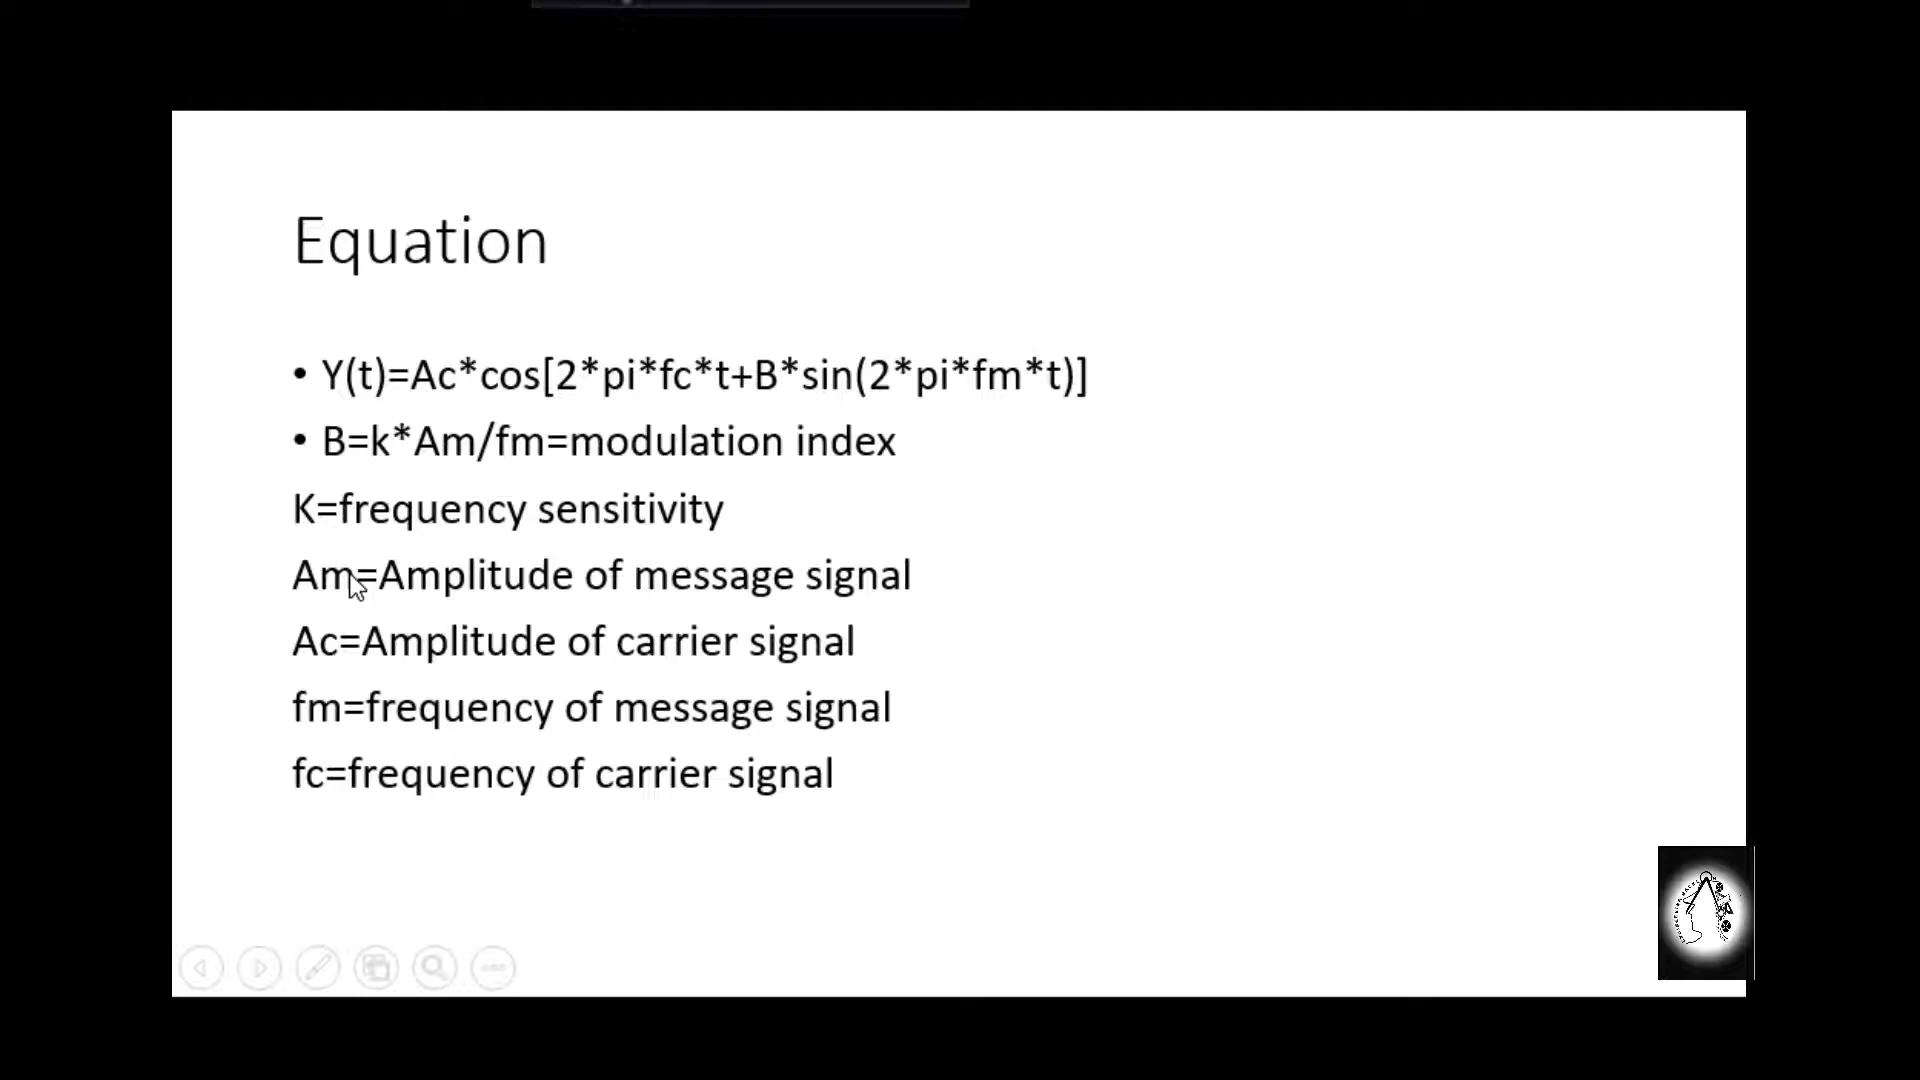 Equation
• Y(t)=Ac*cos[2*pi*fc*t+B*sin(2*pi*fm*t)]
• B=k*Am/fm=modulation index
K=frequency sensitivity
Am=Amplitude of message signal
Ac=Amplitude of carrier signal
fm=frequency of message signal
fc=frequency of carrier signal